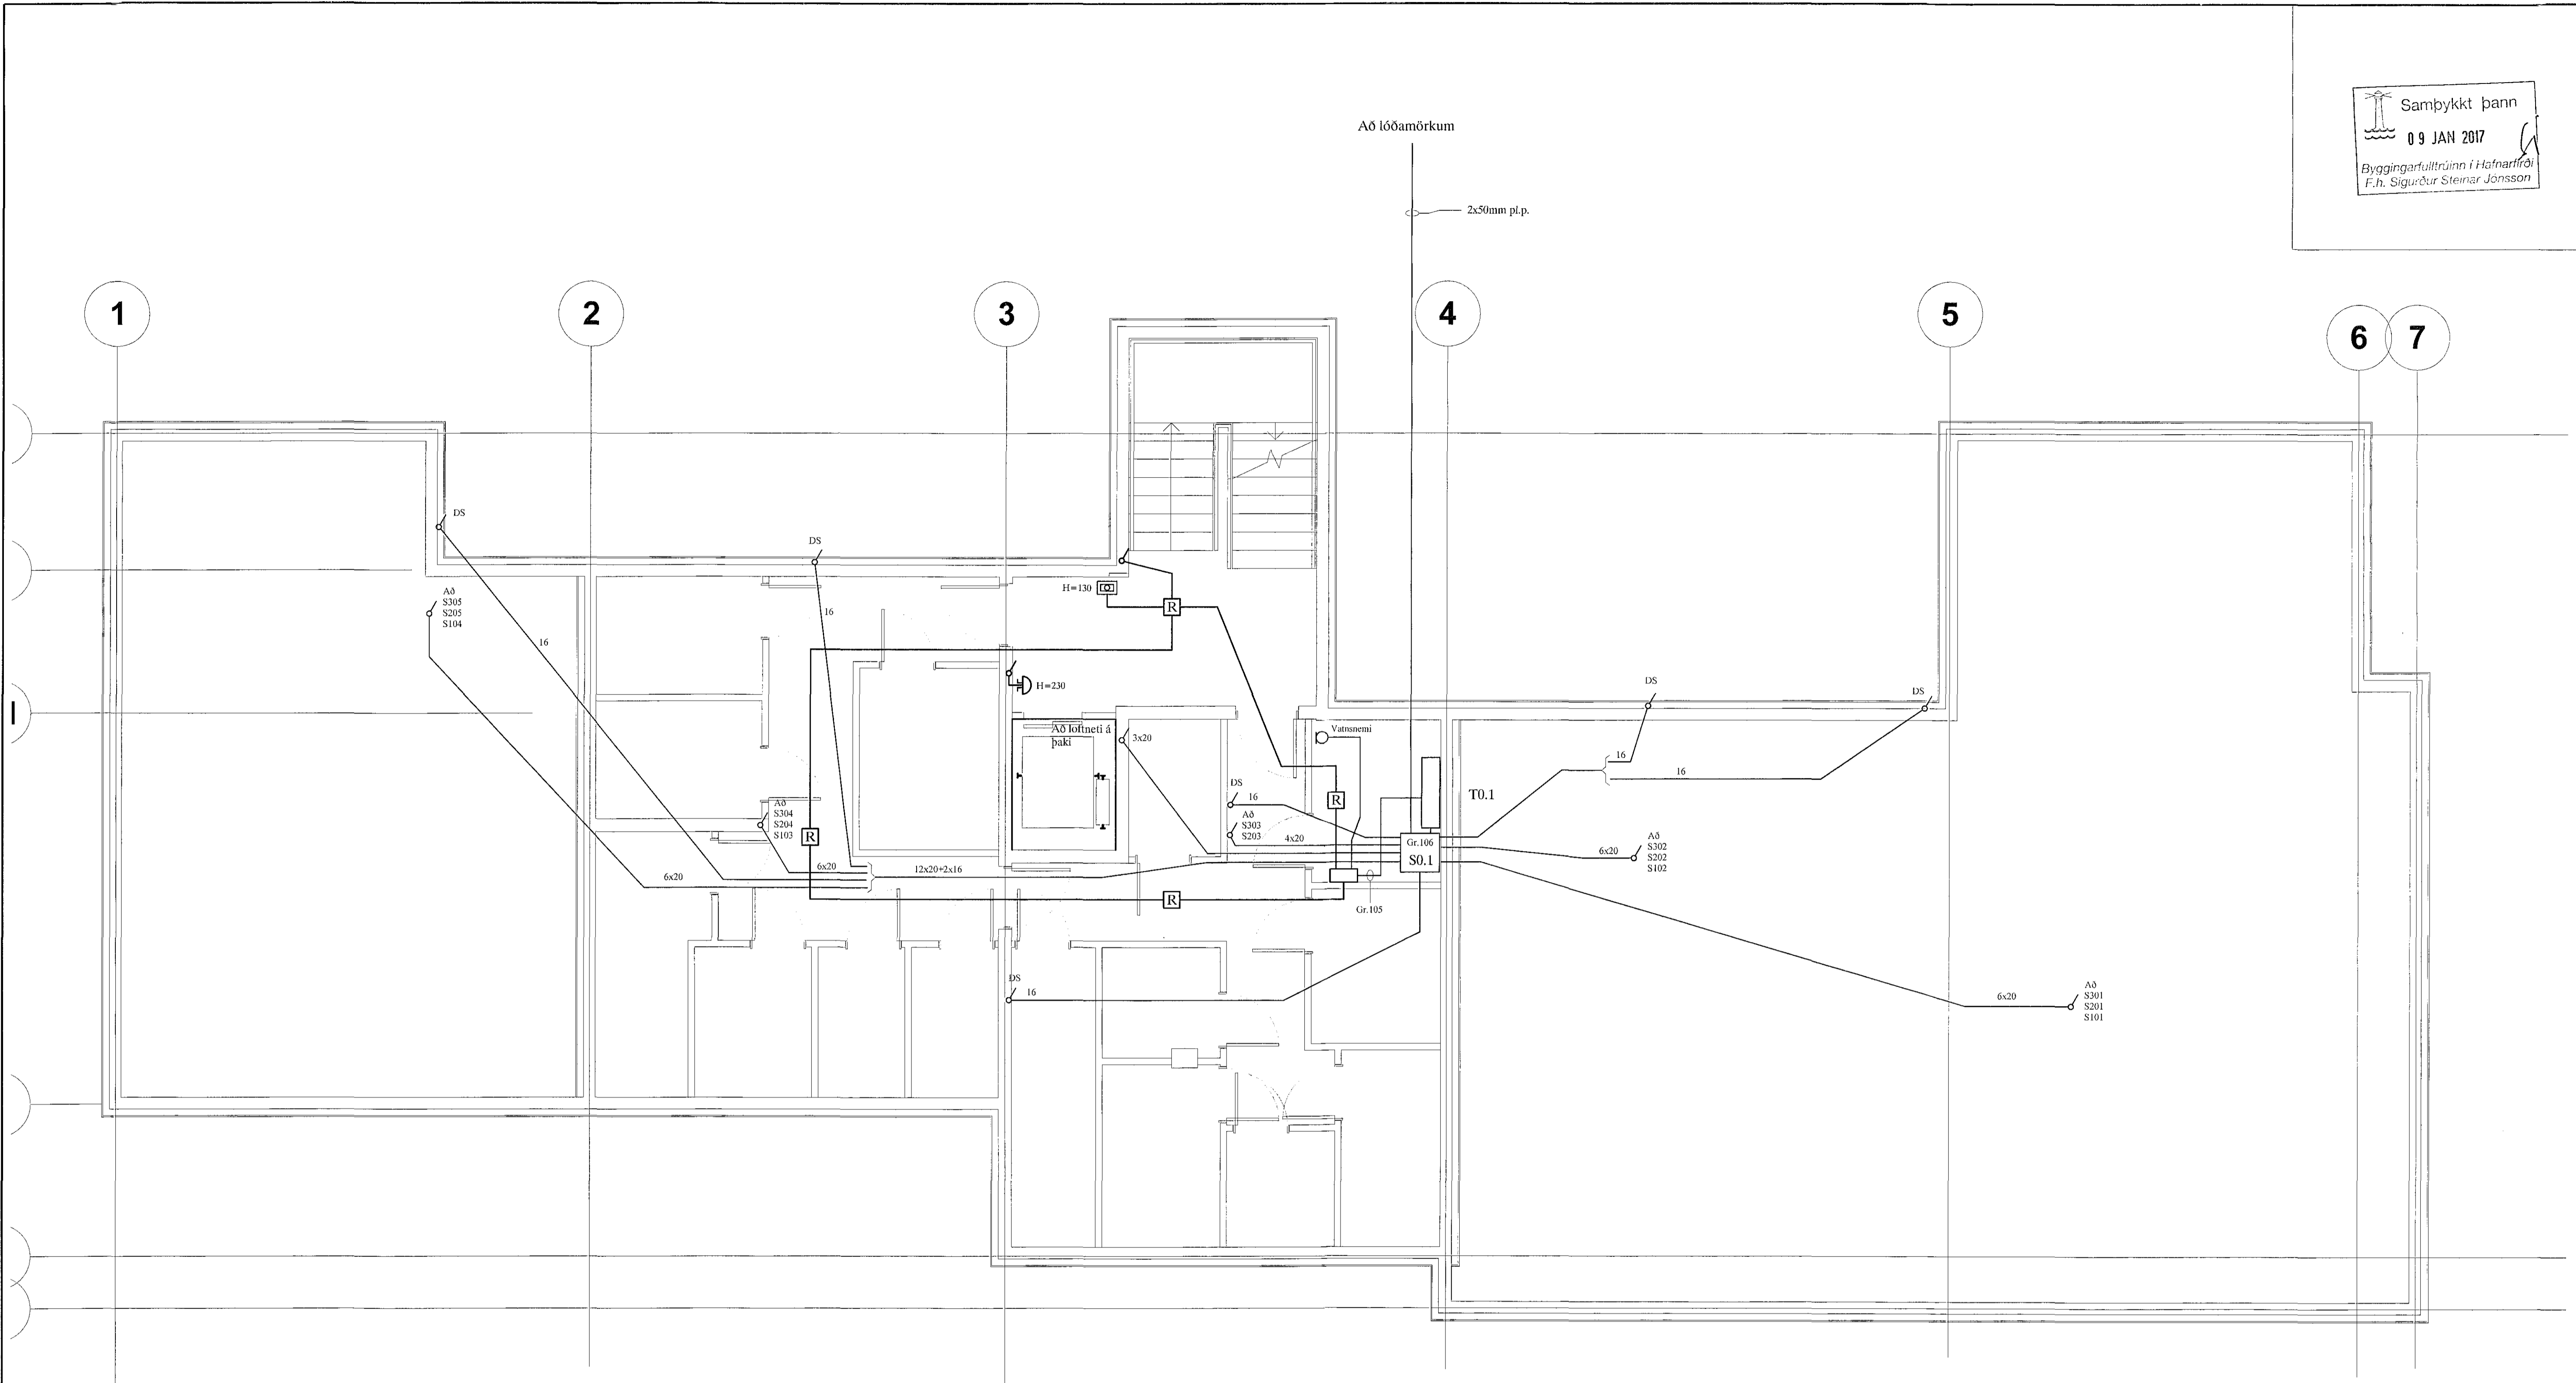 Samþykkt þann
09 JAN 2017
Byggingarfulltrúinn í Hafnarfirði
F.h. Sigurður Steinar Jónsson
Að lóðamörkum
2x50mm pl.p.
1
2
3
4
5
6
7
DS
DS
Að
S305
S205
S104
16
16
H=130
R
H=230
Að loftneti á
þaki
3x20
Vatnsnemi
DS
16
R
Að
S303
S203
4x20
Gr.106
S0.1
T0.1
DS
DS
16
16
Að
S304
S204
S103
R
6x20
6x20
12x20+2x16
R
Gr.105
6x20
Að
S302
S202
S102
DS
16
6x20
Að
S301
S201
S101